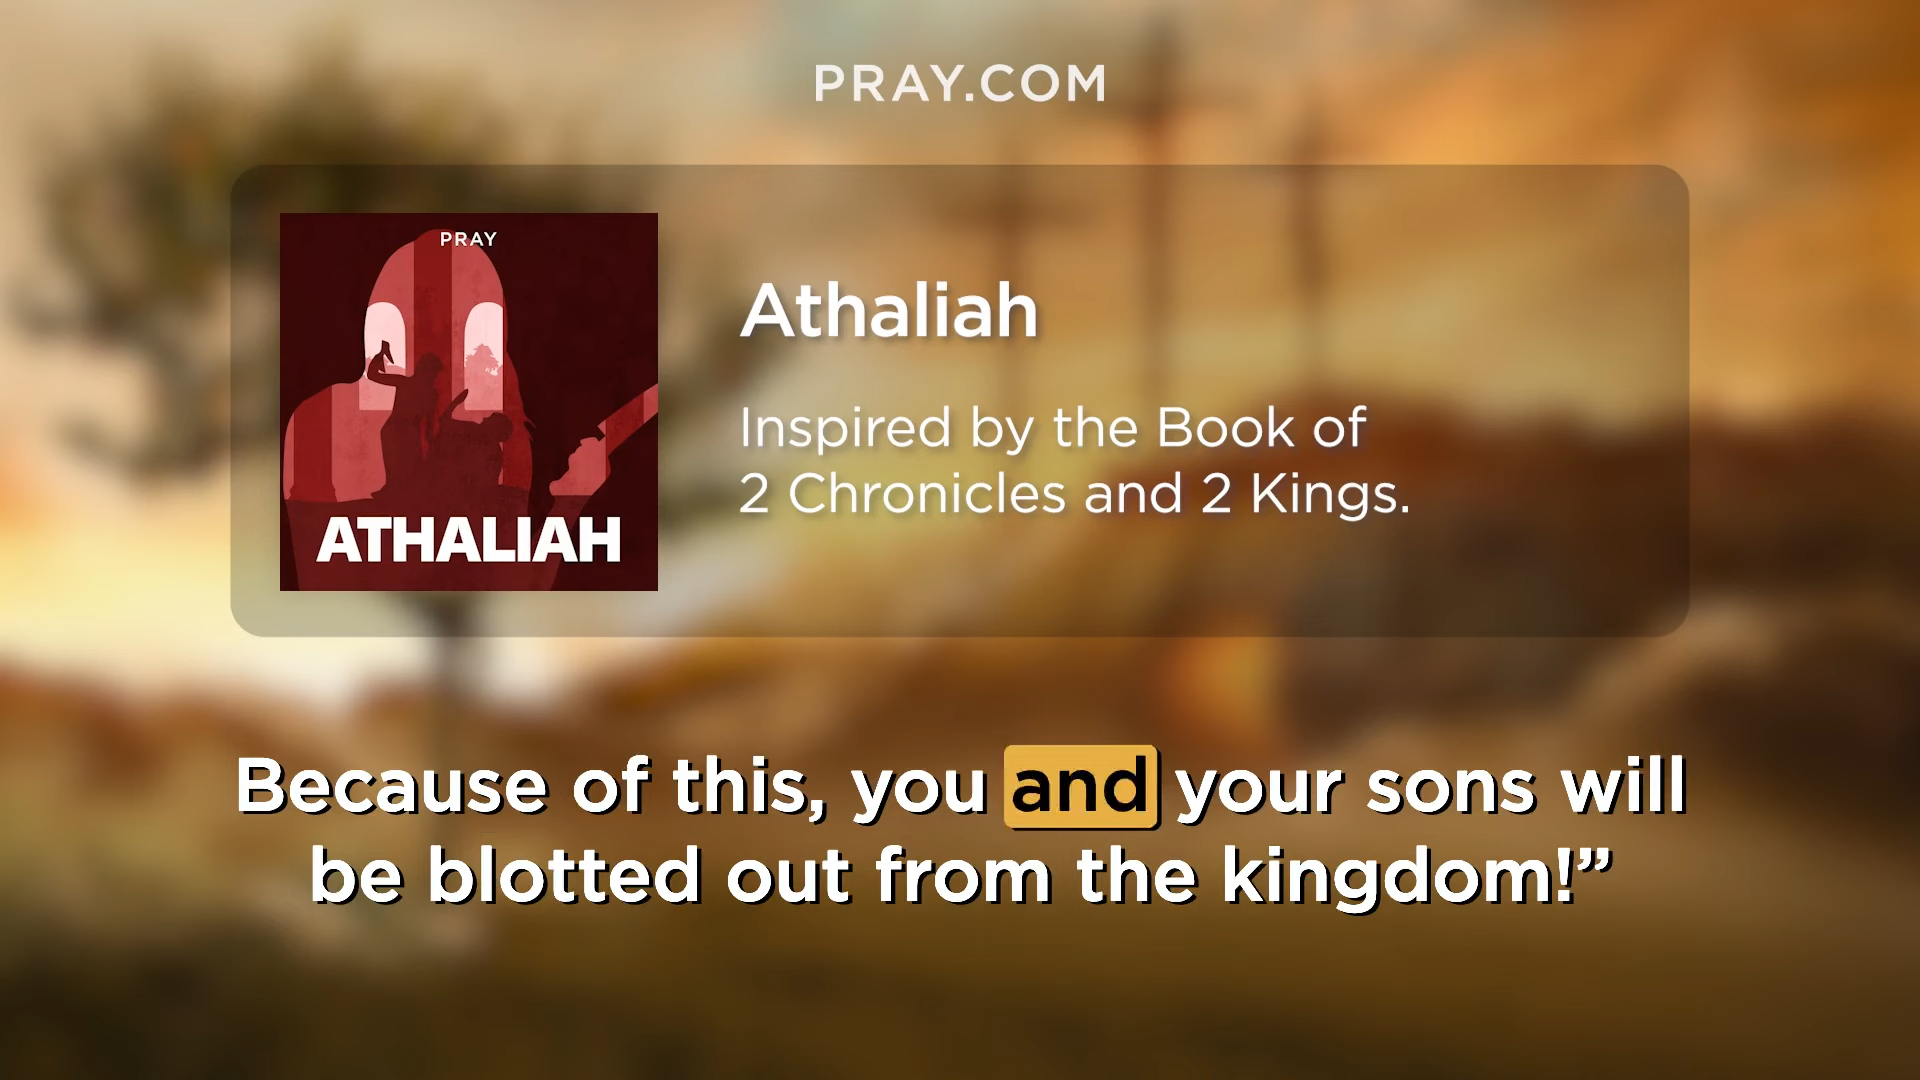 PRAY.COM
PRAY
ATHALIAH
Athaliah
Inspired by the Book of
2 Chronicles and 2 Kings.
Because of this, you and your sons will
be blotted out from the kingdom!”